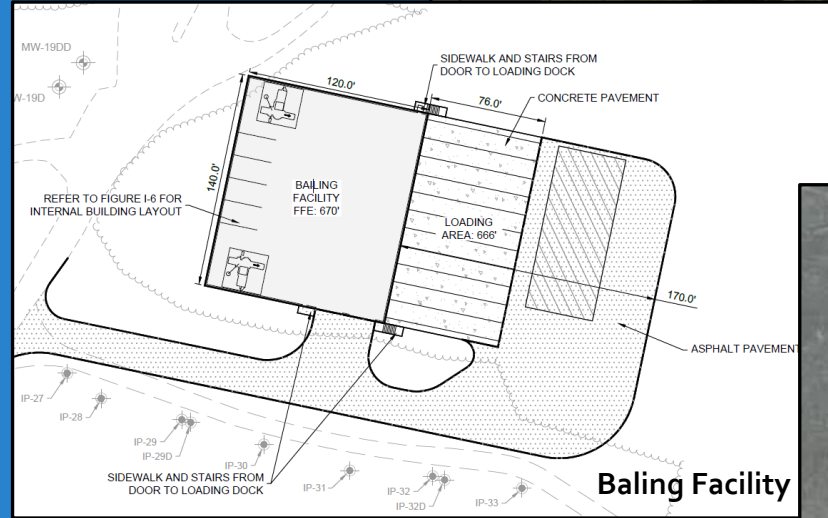 MW-19DD
W-19D
SIDEWALK AND STAIRS FROM
DOOR TO LOADING DOCK
120.0'
76.0'
CONCRETE PAVEMENT
140.0'
REFER TO FIGURE I-6 FOR
INTERNAL BUILDING LAYOUT
BAILING
FACILITY
FFE: 670'
LOADING
AREA: 666'
170.0'
ASPHALT PAVEMENT
IP-27
IP-28
IP-29
IP-29D
IP-30
SIDEWALK AND STAIRS FROM
DOOR TO LOADING DOCK
IP-31
IP-32
IP-32D
IP-33
Baling Facility